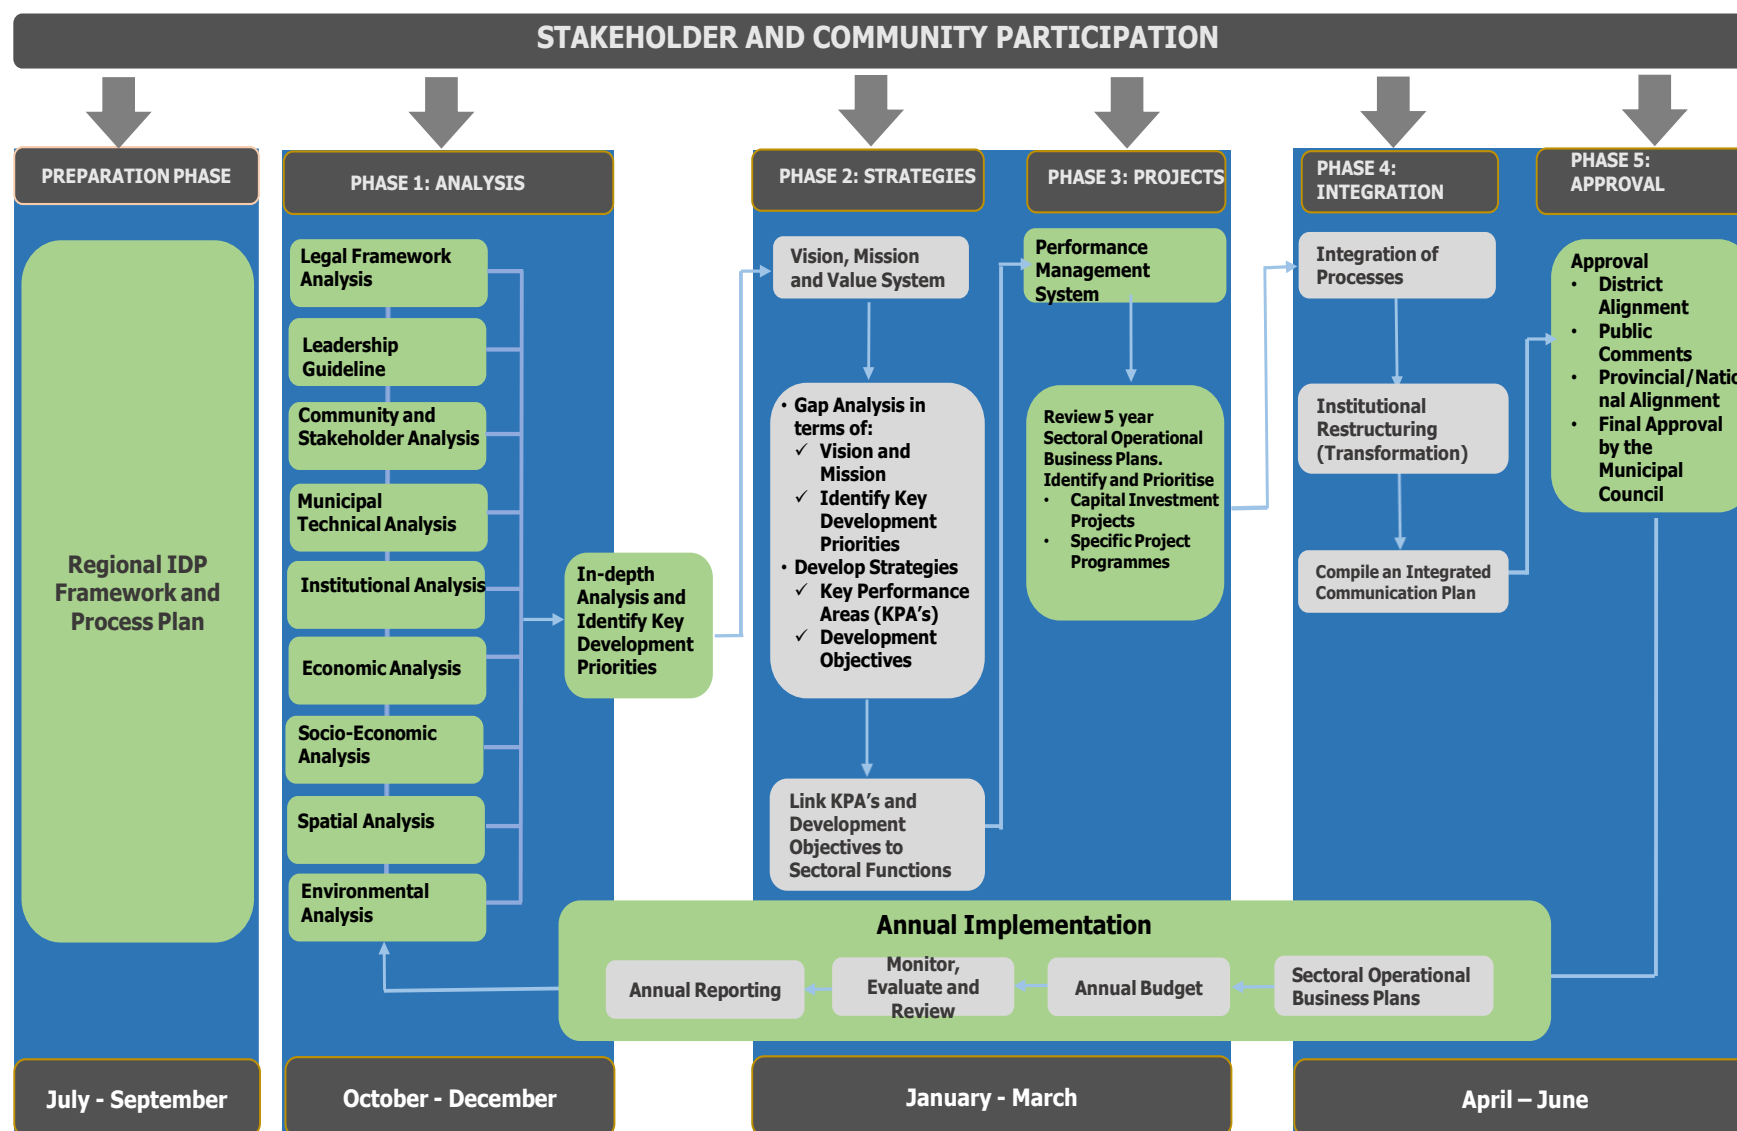 STAKEHOLDER AND COMMUNITY PARTICIPATION
PREPARATION PHASE
Regional IDP
Framework and
Process Plan
July - September
PHASE 1: ANALYSIS
Legal Framework
Analysis
Leadership
Guideline
Community and
Stakeholder Analysis
Municipal
Technical Analysis
Institutional Analysis
Economic Analysis
Socio-Economic
Analysis
Spatial Analysis
Environmental
Analysis
In-depth
Analysis and
Identify Key
Development
Priorities
October - December
PHASE 2: STRATEGIES
Vision, Mission
and Value System
• Gap Analysis in
terms of:
✓ Vision and
Mission
✓ Identify Key
Development
Priorities
• Develop Strategies
✓ Key Performance
Areas (KPA's)
✓ Development
Objectives
Link KPA's and
Development
Objectives to
Sectoral Functions
PHASE 3: PROJECTS
Performance
Management
System
Review 5 year
Sectoral Operational
Business Plans.
Identify and Prioritise
• Capital Investment
Projects
• Specific Project
Programmes
January - March
PHASE 4:
INTEGRATION
Integration of
Processes
Institutional
Restructuring
(Transformation)
Compile an Integrated
Communication Plan
PHASE 5:
APPROVAL
Approval
• District
Alignment
• Public
Comments
• Provincial/Natio
nal Alignment
• Final Approval
by the
Municipal
Council
April – June
Annual Implementation
Annual Reporting
Monitor,
Evaluate and
Review
Annual Budget
Sectoral Operational
Business Plans